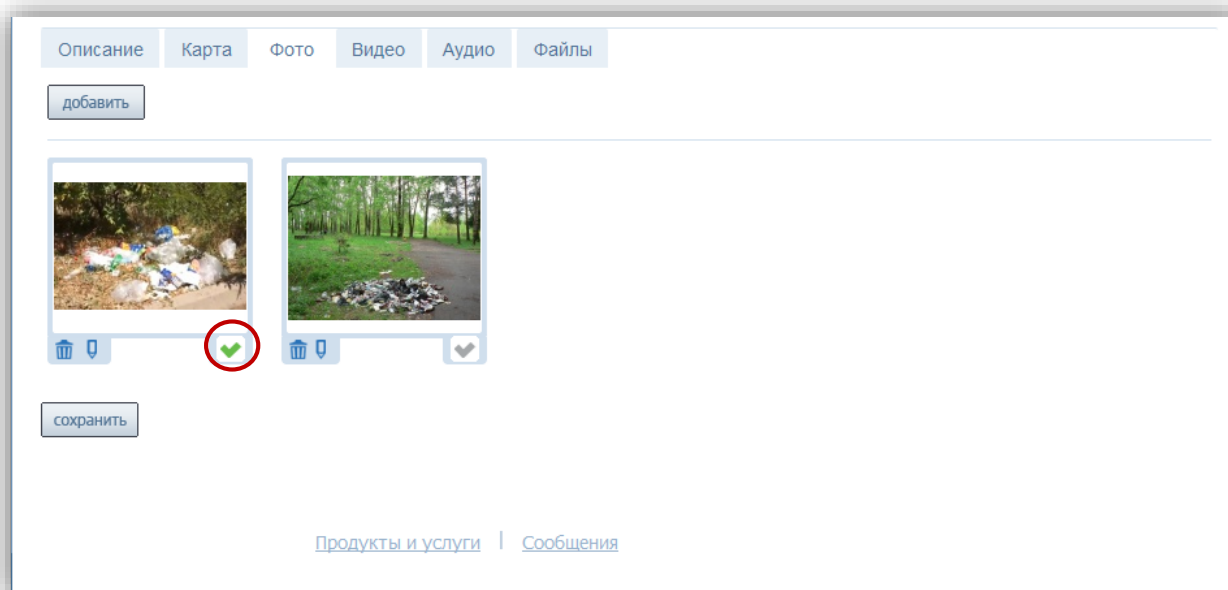 Описание Карта Фото Видео Аудио Файлы
добавить
сохранить
Продукты и услуги | Сообщения